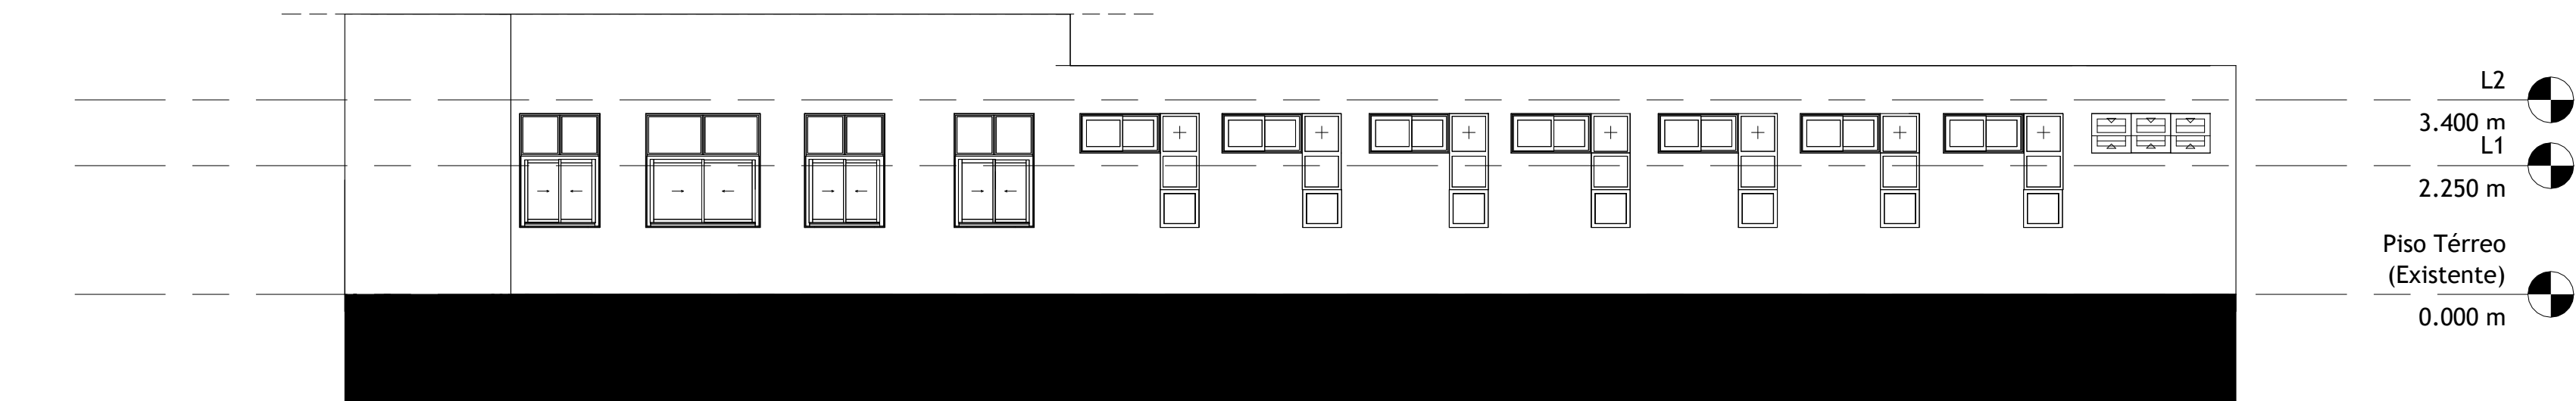 L2
3.400 m
L1
2.250 m
Piso Térreo
(Existente)
0.000 m